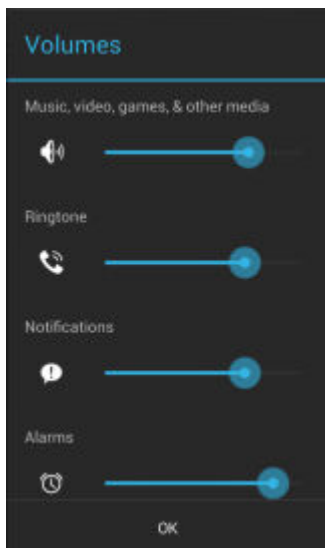 Volumes
Music, video, games, & other media
Ringtone
Notifications
Alarms
OK